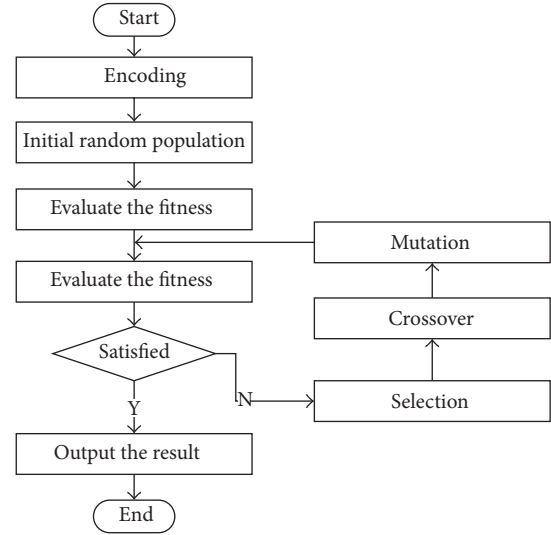 Start
Encoding
Initial random population
Evaluate the fitness
Evaluate the fitness
Satisfied
Y
N
Output the result
End
Mutation
Crossover
Selection